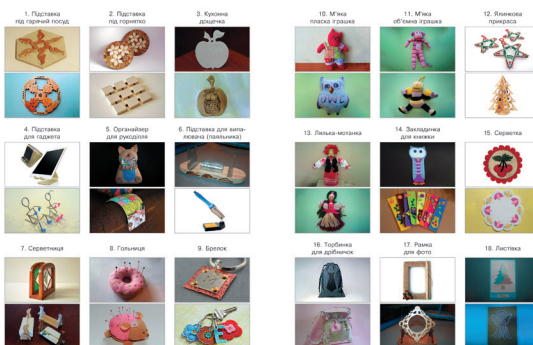 1. Підставка
під гарячий посуд
2. Підставка
під горнятко
3. Кухонна
дощечка
4. Підставка
для гаджета
5. Органайзер
для рукоділля
6. Підставка для випа-
лювача (паяльника)
7. Серветниця
8. Гольниця
9. Брелок
10. М'яка
пласка іграшка
11. М'яка
об'ємна іграшка
12. Ялинкова
прикраса
13. Лялька-мотанка
14. Закладинка
для книжки
15. Серветка
16. Торбинка
для дрібничок
17. Рамка
для фото
18. Листівка
OWL